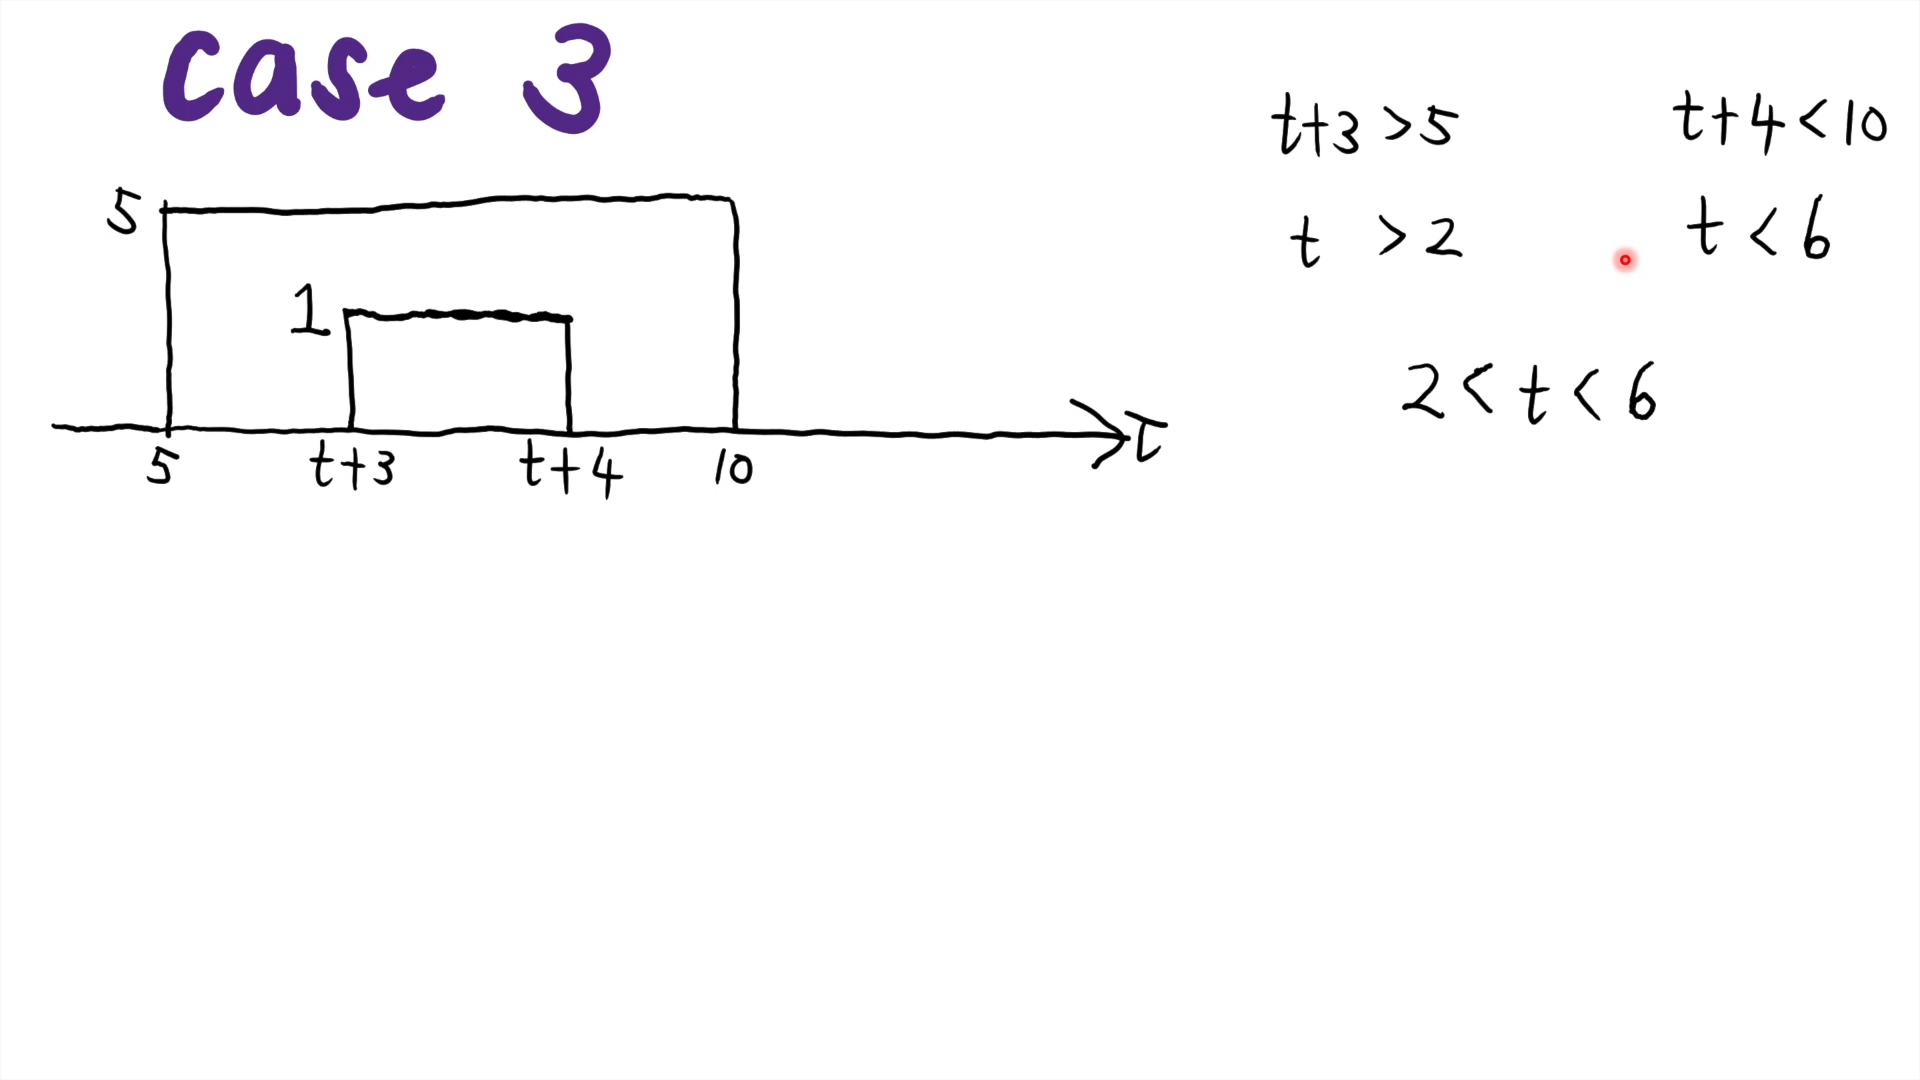 case 3
t+3 >5
t+4 < 10
5
t >2
t < 6
1
2 < t < 6
5 t+3 t+4 10 τ